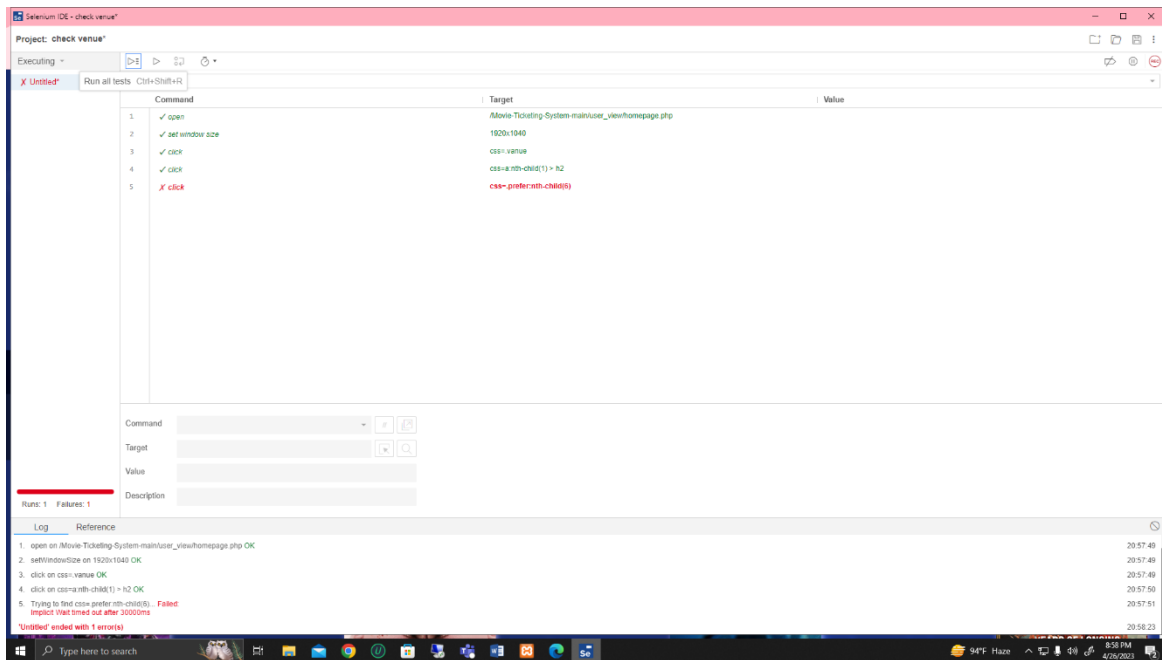 Selenium IDE - check venue*
Project: check venue*
Executing
X Untitled*
Run all tests Ctrl+Shift+R
Command Target Value
1 ✓ open /Movie-Ticketing-System-main/user_view/homepage.php
2 ✓ set window size 1920x1040
3 ✓ click css=.vanue
4 ✓ click css=a:nth-child(1) > h2
5 ✗ click css=.prefer:nth-child(6)
Command
//
Target
Value
Description
Runs: 1 Failures: 1
Log Reference
1. open on /Movie-Ticketing-System-main/user_view/homepage.php OK 20:57:49
2. setWindowSize on 1920x1040 OK 20:57:49
3. click on css=.vanue OK 20:57:49
4. click on css=a:nth-child(1) > h2 OK 20:57:50
5. Trying to find css=.prefer:nth-child(6)... Failed: 20:57:51
Implicit Wait timed out after 30000ms
'Untitled' ended with 1 error(s) 20:58:23
Type here to search
94°F Haze
8:58 PM
4/26/2023